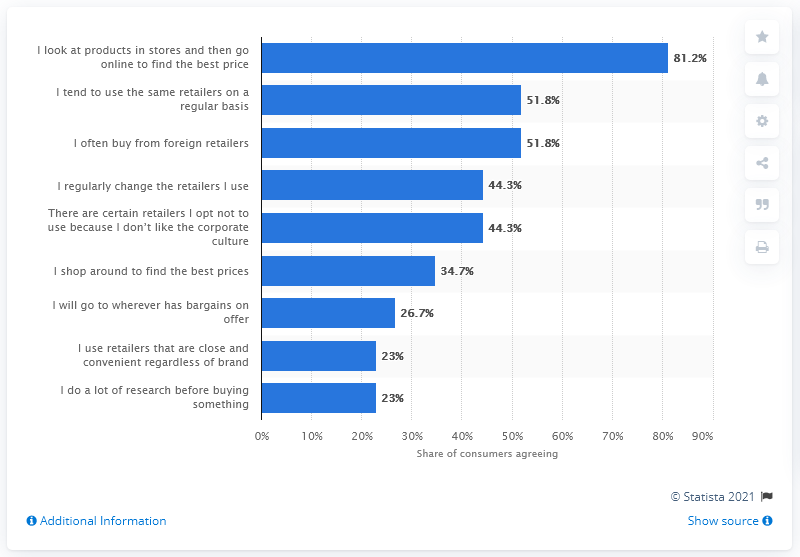 I look at products in stores and then go
online to find the best price
81.2%
I tend to use the same retailers on a
regular basis
51.8%
I often buy from foreign retailers
51.8%
I regularly change the retailers I use
44.3%
There are certain retailers I opt not to
use because I don’t like the corporate
culture
44.3%
I shop around to find the best prices
34.7%
I will go to wherever has bargains on
offer
26.7%
I use retailers that are close and
convenient regardless of brand
23%
I do a lot of research before buying
something
23%
0% 10% 20% 30% 40% 50% 60% 70% 80% 90%
Share of consumers agreeing
© Statista 2021
Additional Information
Show source